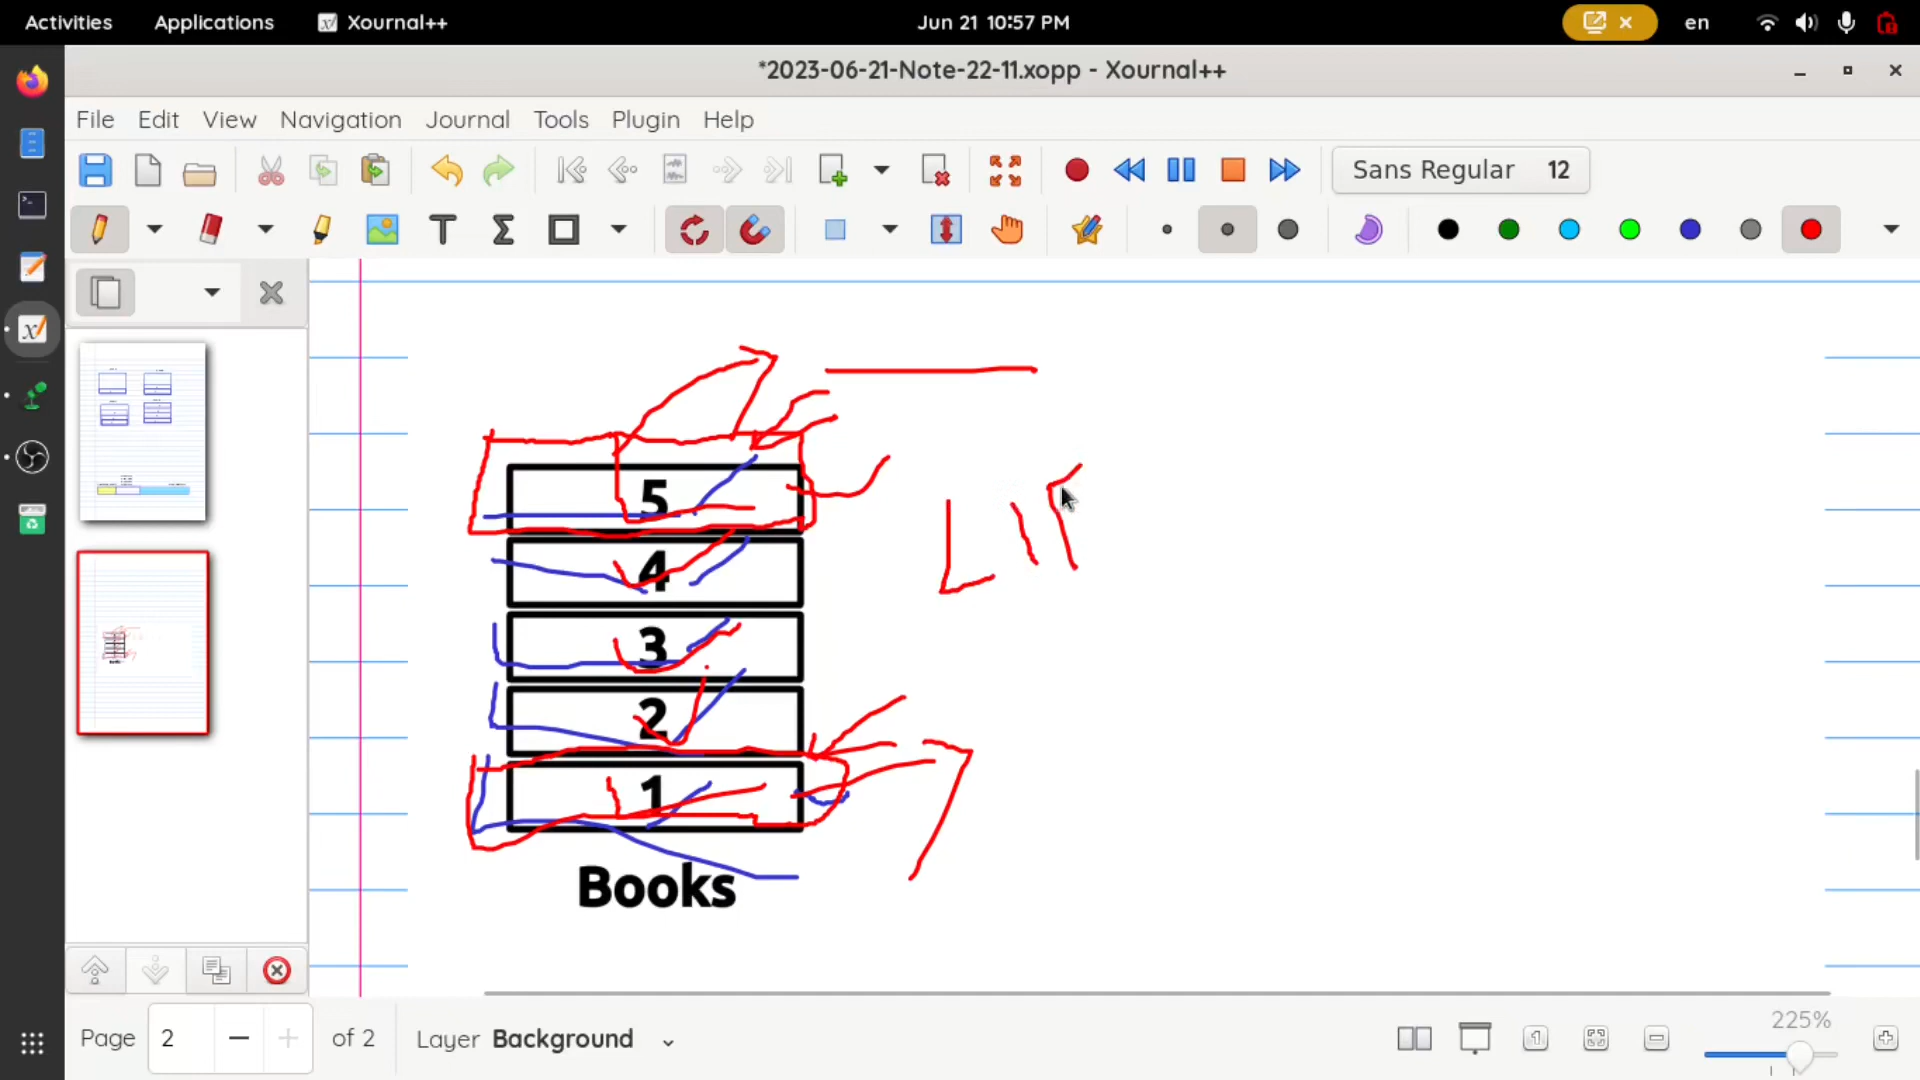 Activities Applications Xournal++ Jun 21 10:57 PM en
*2023-06-21-Note-22-11.xopp - Xournal++
File Edit View Navigation Journal Tools Plugin Help
Sans Regular 12
5
4
3
2
1
Books
LIF
Page 2 of 2 Layer Background 225%